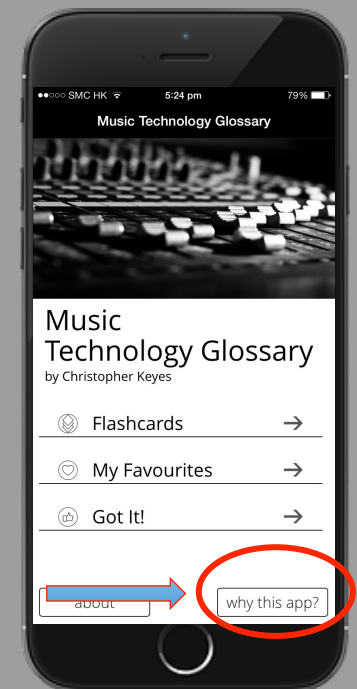 SMC HK 5:24 pm 79%
Music Technology Glossary
Music
Technology Glossary
by Christopher Keyes
Flashcards
My Favourites
Got It!
about why this app?